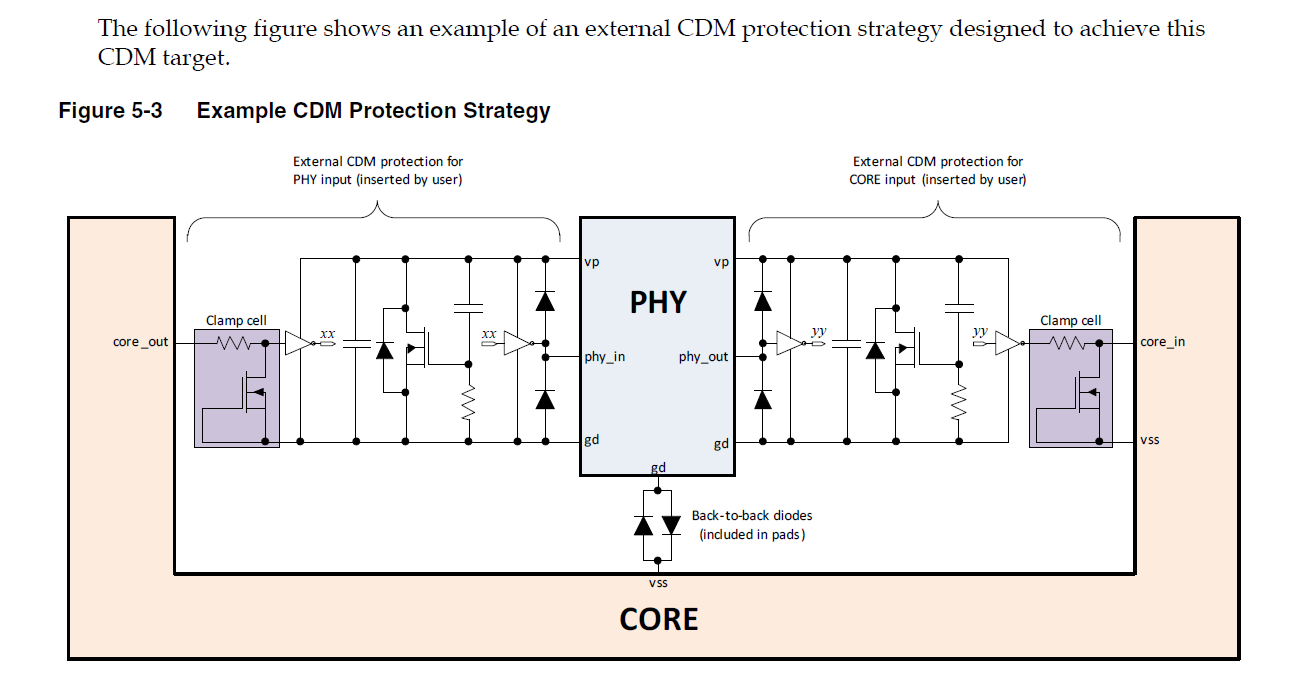 The following figure shows an example of an external CDM protection strategy designed to achieve this
CDM target.
Figure 5-3 Example CDM Protection Strategy
External CDM protection for
PHY input (inserted by user)
External CDM protection for
CORE input (inserted by user)
vp
vp
PHY
Clamp cell
Clamp cell
core_out
xx
xx
yy
yy
core_in
phy_in
phy_out
gd
gd
vss
gd
Back-to-back diodes
(included in pads)
vss
CORE